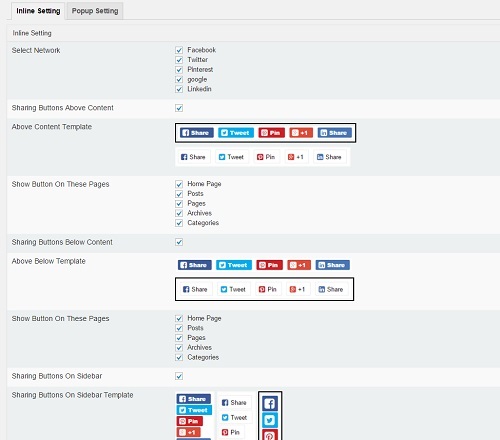 Inline Setting Popup Setting
Inline Setting
Select Network
Facebook
Twitter
Pinterest
google
Linkedin
Sharing Buttons Above Content
Above Content Template
Share Tweet Pin +1 Share
Share Tweet Pin +1 Share
Show Button On These Pages
Home Page
Posts
Pages
Archives
Categories
Sharing Buttons Below Content
Above Below Template
Share Tweet Pin +1 Share
Share Tweet Pin +1 Share
Show Button On These Pages
Home Page
Posts
Pages
Archives
Categories
Sharing Buttons On Sidebar
Sharing Buttons On Sidebar Template
Share Share
Tweet Tweet
Pin Pin
+1